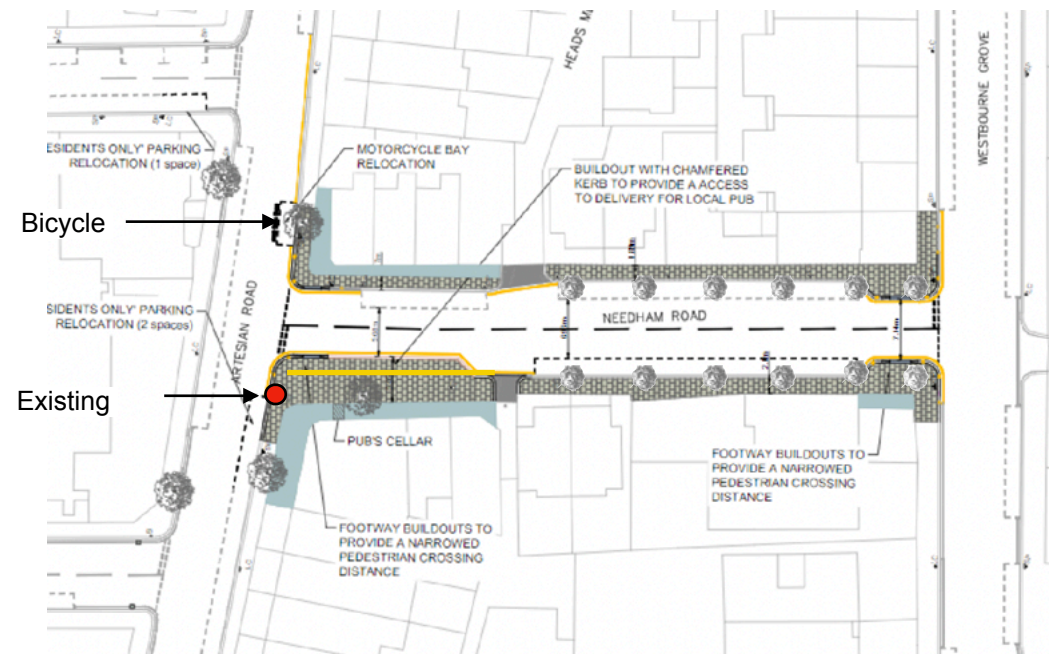 HEADS M
WESTBOURNE GROVE
ESIDENTS ONLY' PARKING
RELOCATION (1 space)
MOTORCYCLE BAY
RELOCATION
BUILDOUT WITH CHAMFERED
KERB TO PROVIDE A ACCESS
TO DELIVERY FOR LOCAL PUB
Bicycle
SIDENTS ONLY' PARKING
RELOCATION (2 spaces)
ARTESIAN ROAD
NEEDHAM ROAD
Existing
PUB'S CELLAR
FOOTWAY BUILDOUTS TO
PROVIDE A NARROWED
PEDESTRIAN CROSSING
DISTANCE
FOOTWAY BUILDOUTS TO
PROVIDE A NARROWED
PEDESTRIAN CROSSING
DISTANCE